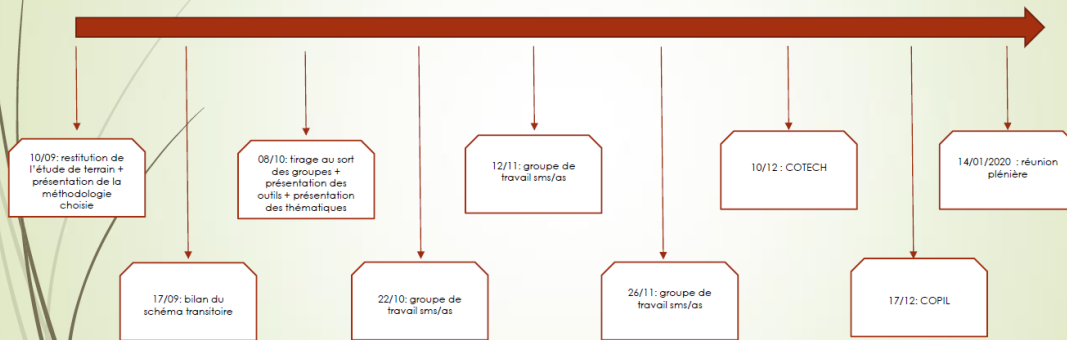 10/09: restitution de
l'étude de terrain +
présentation de la
méthodologie
choisie
17/09: bilan du
schéma transitoire
08/10: tirage au sort
des groupes +
présentation des
outils + présentation
des thématiques
22/10: groupe de
travail sms/as
12/11: groupe de
travail sms/as
26/11: groupe de
travail sms/as
10/12 : COTECH
17/12: COPIL
14/01/2020 : réunion
plénière